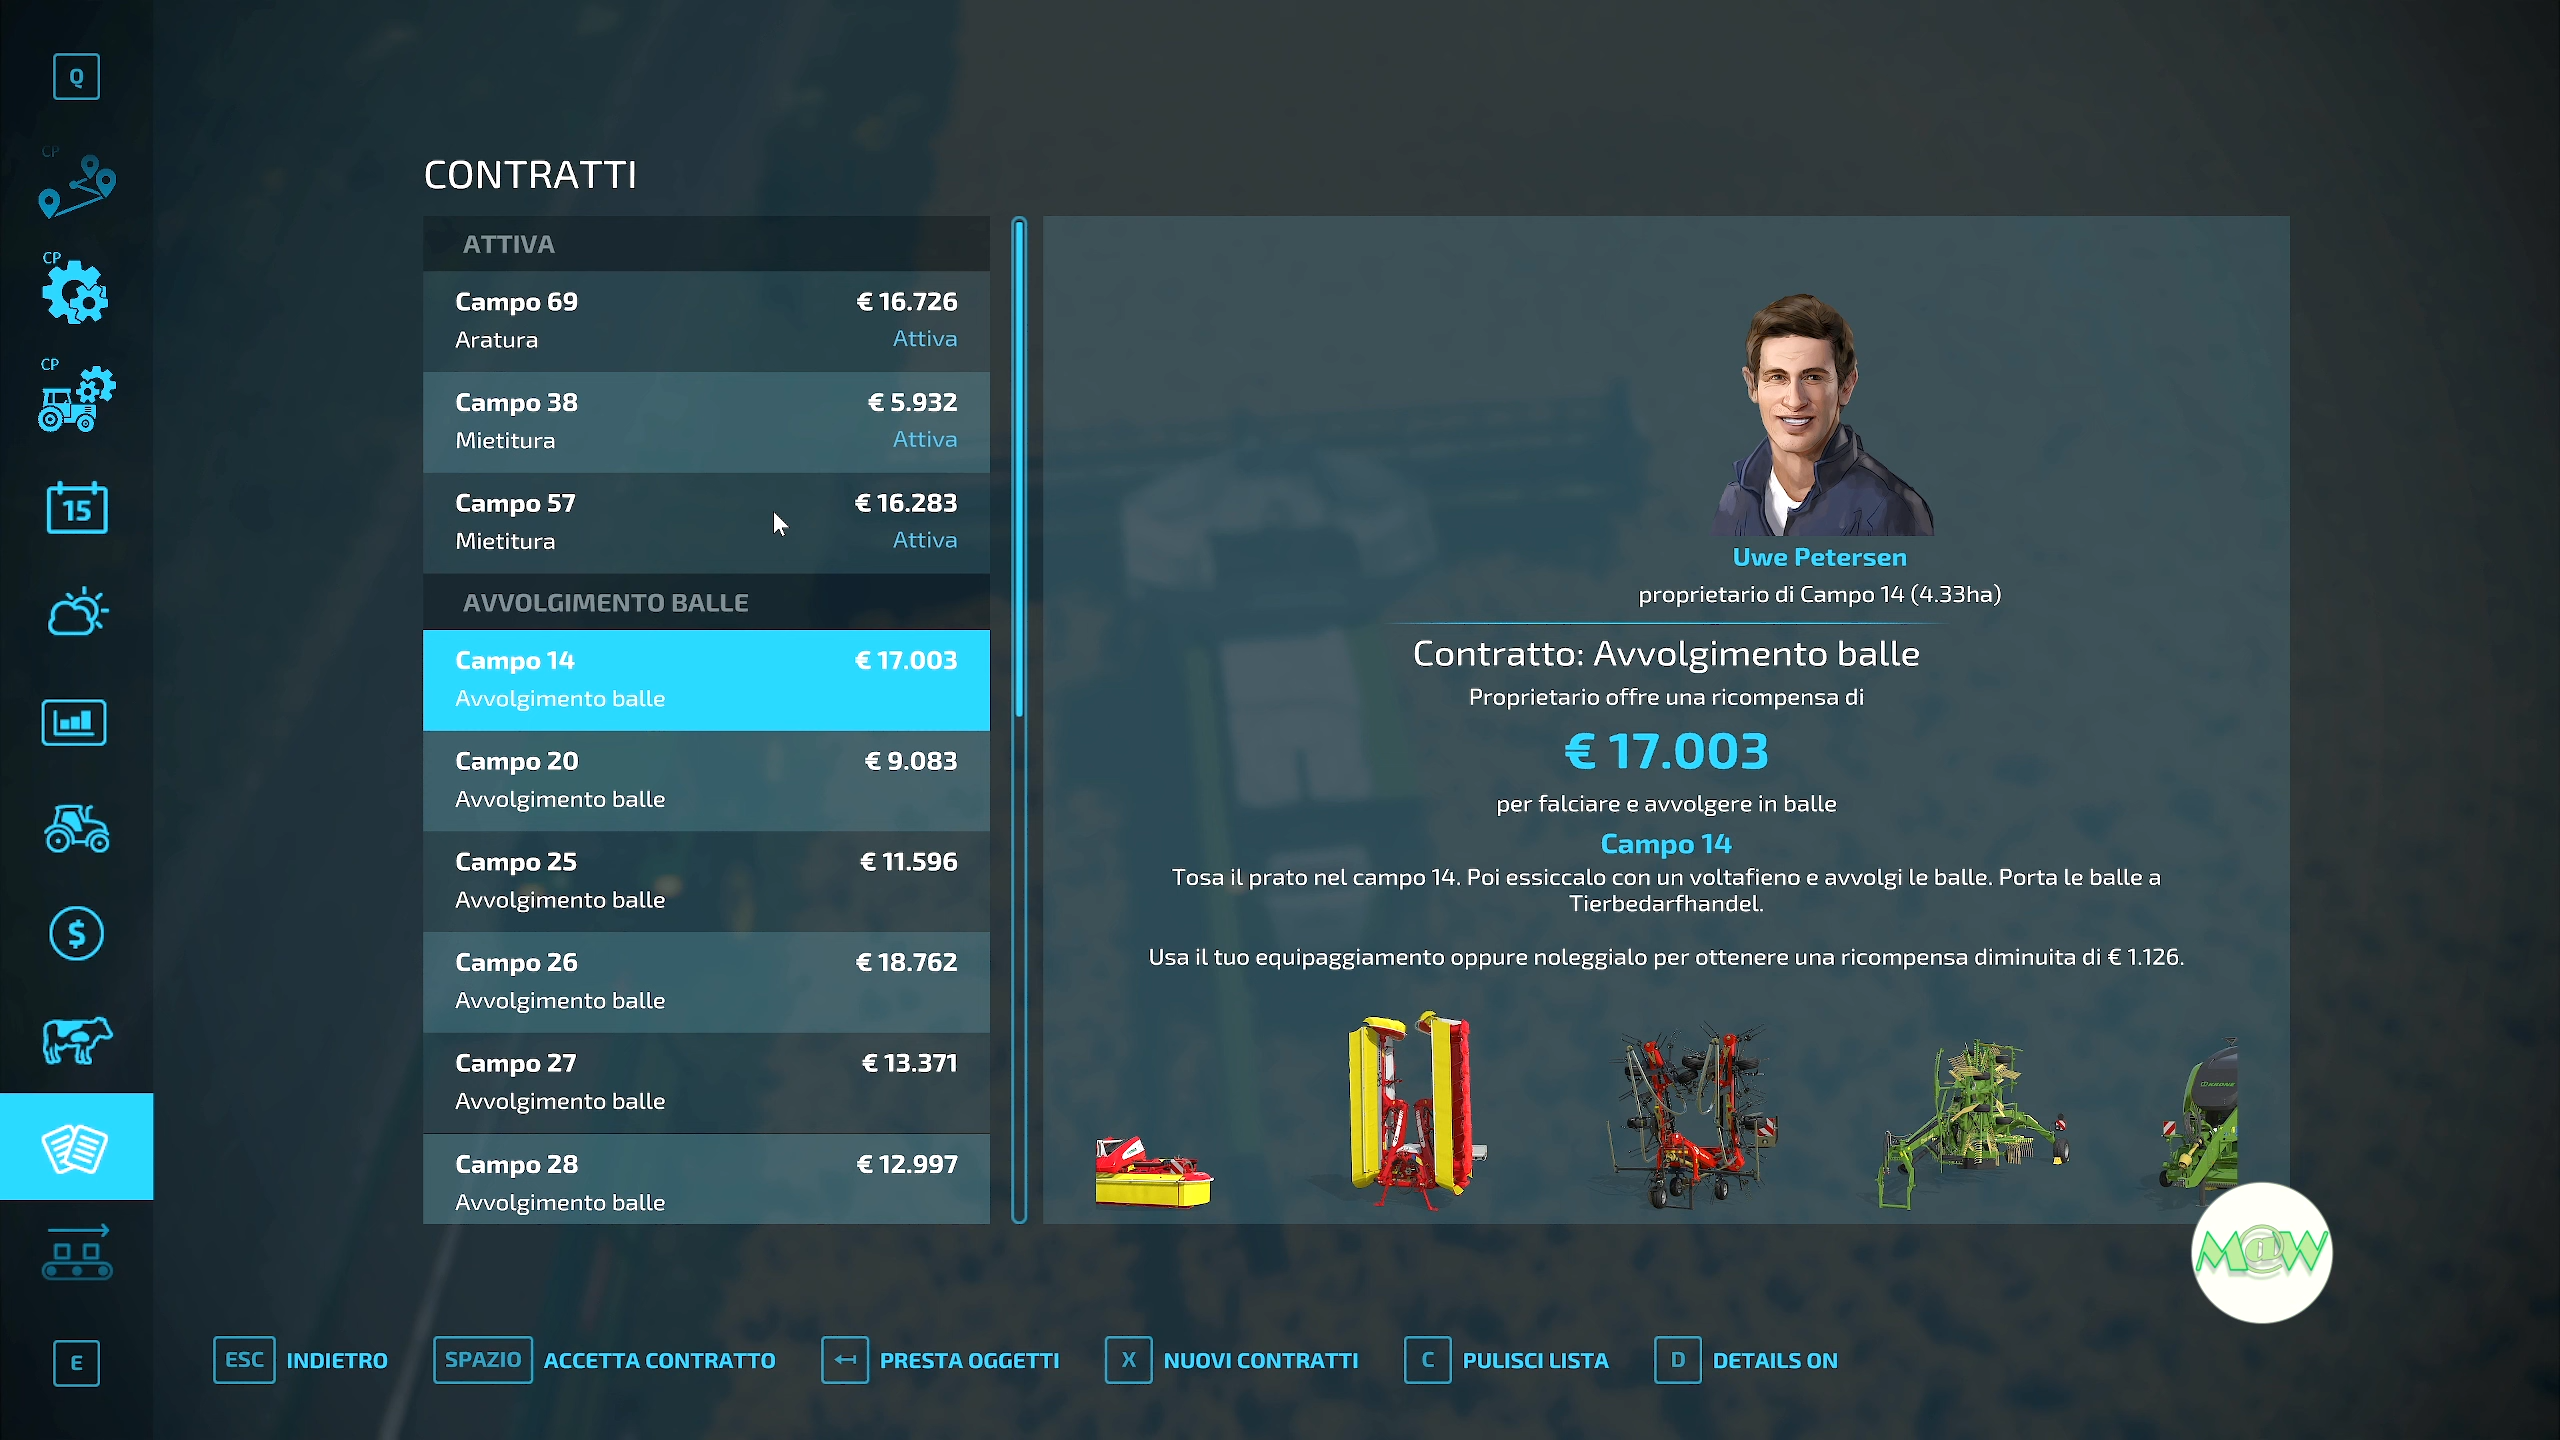 Q
CP
CP
CP
15
E
CONTRATTI
ATTIVA
Campo 69 € 16.726
Aratura Attiva
Campo 38 € 5.932
Mietitura Attiva
Campo 57 € 16.283
Mietitura Attiva
AVVOLGIMENTO BALLE
Campo 14 € 17.003
Avvolgimento balle
Campo 20 € 9.083
Avvolgimento balle
Campo 25 € 11.596
Avvolgimento balle
Campo 26 € 18.762
Avvolgimento balle
Campo 27 € 13.371
Avvolgimento balle
Campo 28 € 12.997
Avvolgimento balle
Uwe Petersen
proprietario di Campo 14 (4.33ha)
Contratto: Avvolgimento balle
Proprietario offre una ricompensa di
€ 17.003
per falciare e avvolgere in balle
Campo 14
Tosa il prato nel campo 14. Poi essiccalo con un voltafieno e avvolgi le balle. Porta le balle a
Tierbedarfhandel.
Usa il tuo equipaggiamento oppure noleggialo per ottenere una ricompensa diminuita di € 1.126.
M@W
ESC INDIETRO SPAZIO ACCETTA CONTRATTO PRESTA OGGETTI X NUOVI CONTRATTI C PULISCI LISTA D DETAILS ON